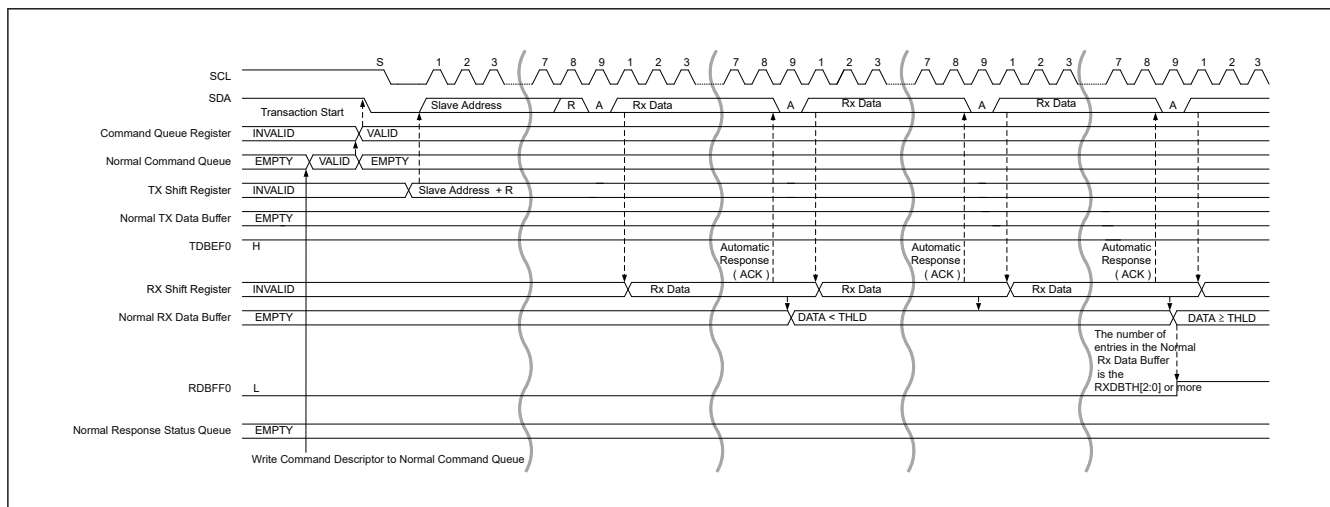 S 1 2 3 7 8 9 1 2 3 7 8 9 1 2 3 7 8 9 1 2 3 7 8 9 1 2 3
SCL
SDA Slave Address R A Rx Data A Rx Data A Rx Data A
Transaction Start
Command Queue Register INVALID VALID
Normal Command Queue EMPTY VALID EMPTY
TX Shift Register INVALID Slave Address + R
Normal TX Data Buffer EMPTY
TDBEF0 H
Automatic Response ( ACK )
Automatic Response ( ACK )
Automatic Response ( ACK )
RX Shift Register INVALID Rx Data Rx Data Rx Data
Normal RX Data Buffer EMPTY DATA < THLD DATA ≥ THLD
The number of
entries in the Normal
Rx Data Buffer
is the
RXDBTH[2:0] or more
RDBFF0 L
Normal Response Status Queue EMPTY
Write Command Descriptor to Normal Command Queue